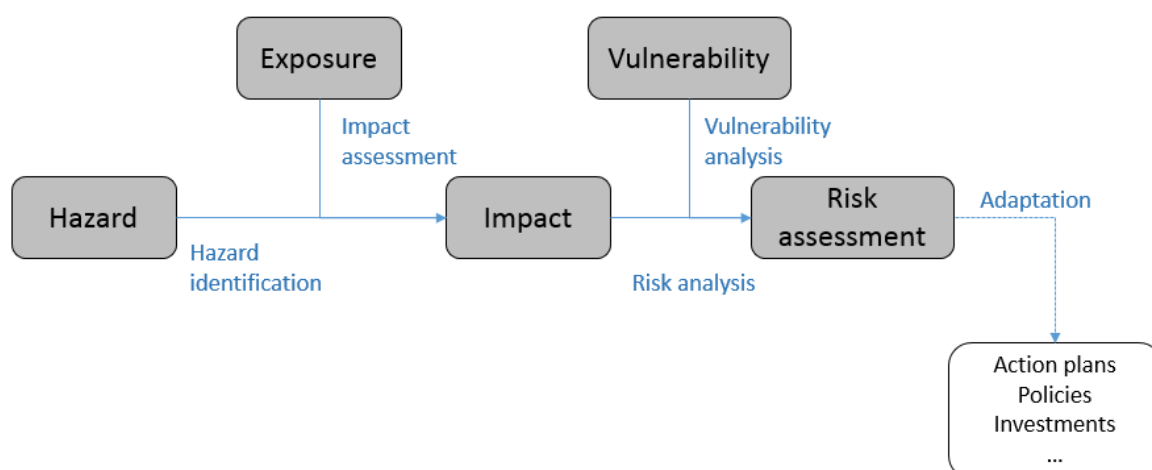 Exposure
Vulnerability
Impact
assessment
Vulnerability
analysis
Hazard
Impact
Risk
assessment
Adaptation
Hazard
identification
Risk analysis
Action plans
Policies
Investments
...